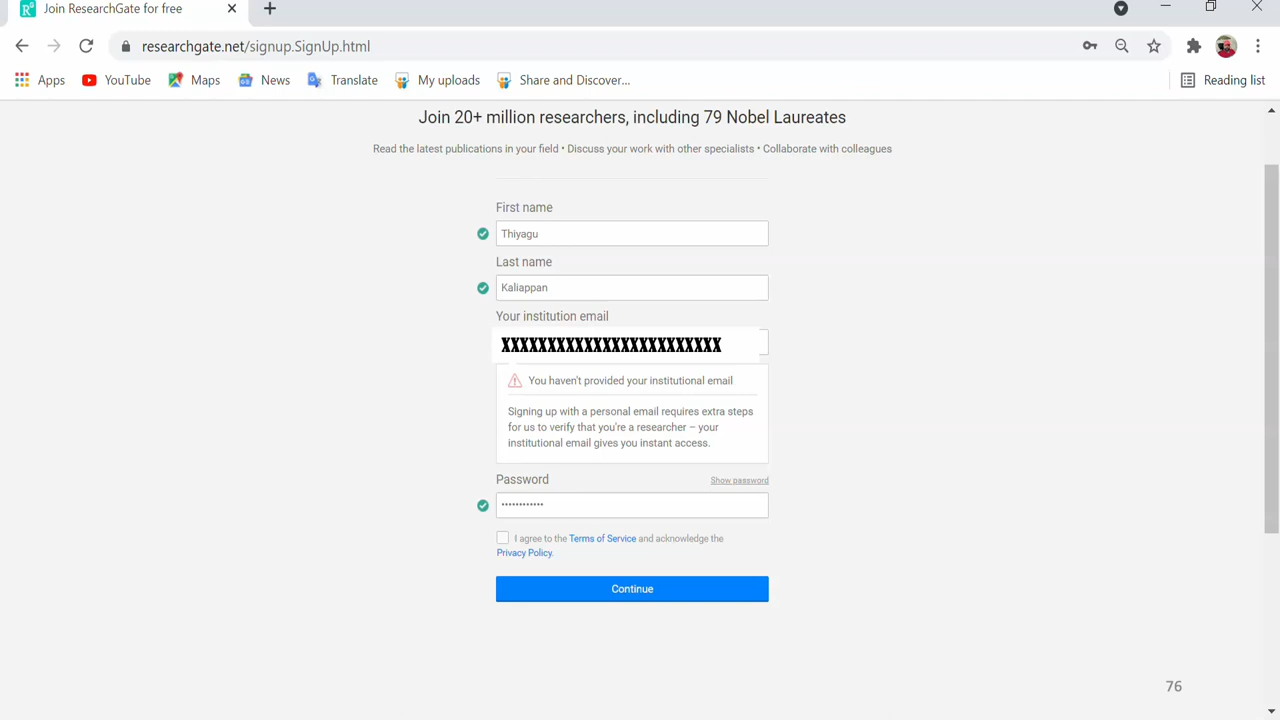 Join ResearchGate for free
researchgate.net/signup.SignUp.html
Apps YouTube Maps News Translate My uploads Share and Discover... Reading list
Join 20+ million researchers, including 79 Nobel Laureates
Read the latest publications in your field • Discuss your work with other specialists • Collaborate with colleagues
First name
Thiyagu
Last name
Kaliappan
Your institution email
XXXXXXXXXXXXXXXXXXXXXXXX
You haven't provided your institutional email
Signing up with a personal email requires extra steps
for us to verify that you're a researcher – your
institutional email gives you instant access.
Password Show password
••••••••••••
I agree to the Terms of Service and acknowledge the
Privacy Policy.
Continue
76